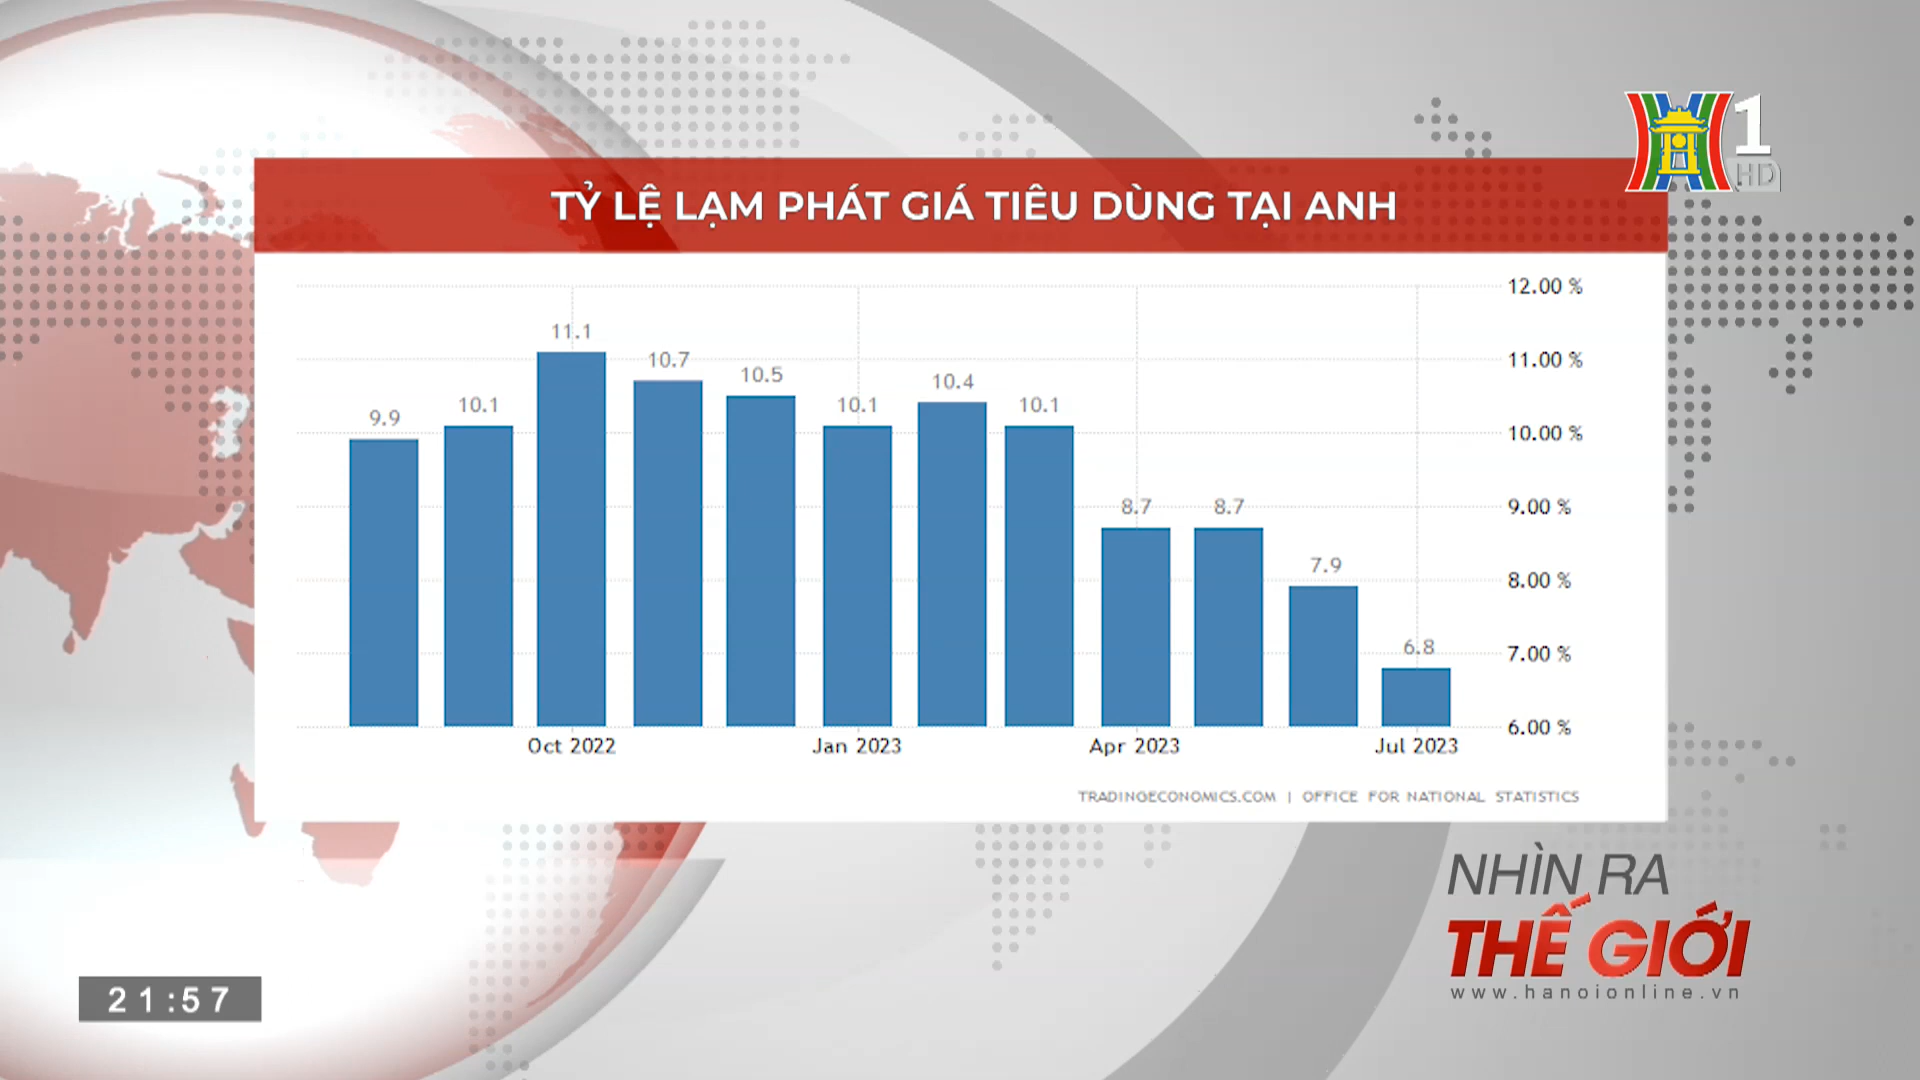 1
HD
TỶ LỆ LẠM PHÁT GIÁ TIÊU DÙNG TẠI ANH
12.00 %
11.1
11.00 %
10.7
10.5
10.4
10.1
10.1
10.1
9.9
10.00 %
9.00 %
8.7
8.7
8.00 %
7.9
7.00 %
6.8
6.00 %
Oct 2022
Jan 2023
Apr 2023
Jul 2023
TRADINGECONOMICS.COM | OFFICE FOR NATIONAL STATISTICS
NHÌN RA
THẾ GIỚI
www.hanoionline.vn
21:57